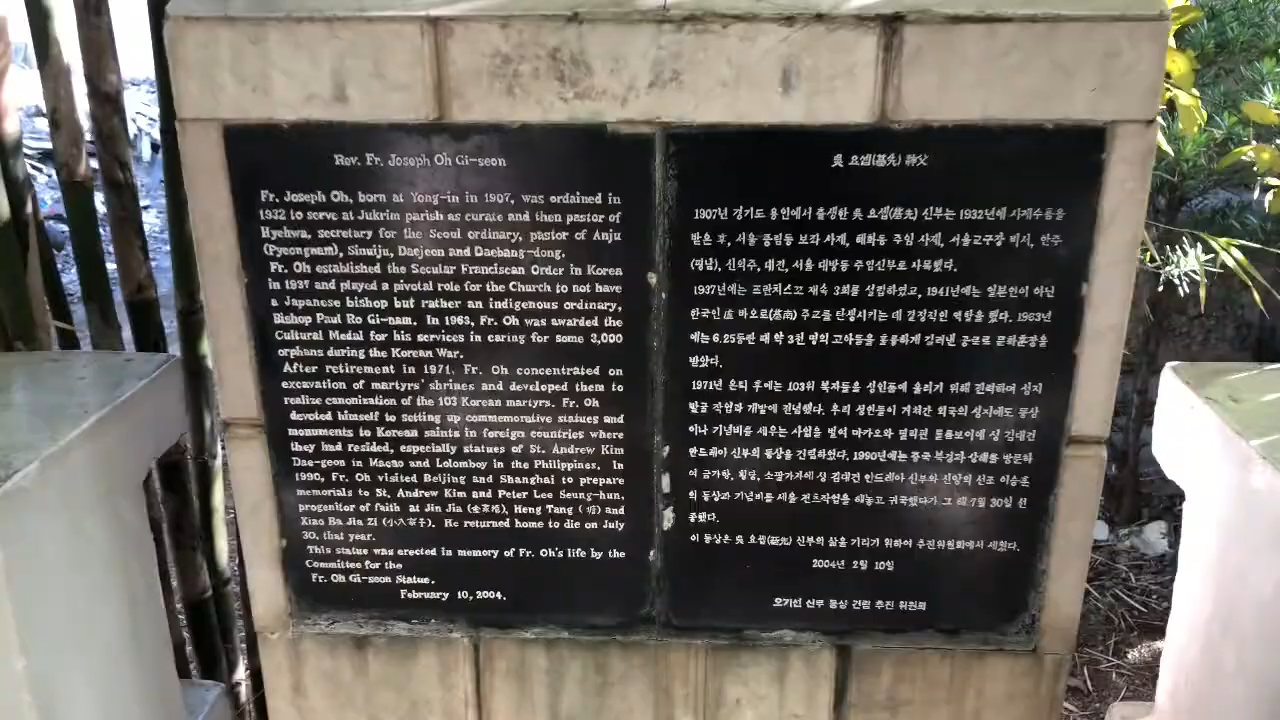 Rev. Fr. Joseph Oh Gi-seon
Fr. Joseph Oh, born at Yong-in in 1907, was ordained in
1932 to serve at Jukrim parish as curate and then pastor of
Hyehwa, secretary for the Seoul ordinary, pastor of Anju
(Pyeongnam), Sinuiju, Daejeon and Daebang-dong.
Fr. Oh established the Secular Franciscan Order in Korea
in 1937 and played a pivotal role for the Church to not have
a Japanese bishop but rather an indigenous ordinary,
Bishop Paul Ro Gi-nam. In 1963, Fr. Oh was awarded the
Cultural Medal for his services in caring for some 3,000
orphans during the Korean War.
After retirement in 1971, Fr. Oh concentrated on
excavation of martyrs' shrines and developed them to
realize canonization of the 103 Korean martyrs. Fr. Oh
devoted himself to setting up commemorative statues and
monuments to Korean saints in foreign countries where
they had resided, especially statues of St. Andrew Kim
Dae-geon in Macao and Lolomboy in the Philippines. In
1990, Fr. Oh visited Beijing and Shanghai to prepare
memorials to St. Andrew Kim and Peter Lee Seung-hun,
progenitor of faith at Jin Jia (金家巷), Heng Tang (橫塘) and
Xiao Ba Jia Zi (小八家子). He returned home to die on July
30, that year.
This statue was erected in memory of Fr. Oh's life by the
Committee for the
Fr. Oh Gi-seon Statue.
February 10, 2004.
吳 요셉(基先) 神父
1907년 경기도 용인에서 출생한 吳 요셉(基先) 신부는 1932년에 사제수품을
받은 후, 서울 중림동 보좌 사제, 혜화동 주임 사제, 서울교구장 비서, 안주
(평남), 신의주, 대전, 서울 대방동 주임신부로 사목했다.
1937년에는 프란치스꼬 재속 3회를 설립하였고, 1941년에는 일본인이 아닌
한국인 盧 바오로(基南) 주교를 탄생시키는 데 결정적인 역할을 했다. 1963년
에는 6.25동란 때 약 3천 명의 고아들을 훌륭하게 길러낸 공로로 문화훈장을
받았다.
1971년 은퇴 후에는 103위 복자들을 성인품에 올리기 위해 진력하며 성지
발굴 작업과 개발에 전념했다. 우리 성인들이 거쳐간 외국의 성지에도 동상
이나 기념비를 세우는 사업을 벌여 마카오와 필리핀 롤롬보이에 성 김대건
안드레아 신부의 동상을 건립하였다. 1990년에는 중국 북경과 상해를 방문하
여 금가항, 횡당, 소팔가자에 성 김대건 안드레아 신부와 신앙의 선조 이승훈
의 동상과 기념비를 세울 전초작업을 해놓고 귀국했다가 그 해 7월 30일 선
종했다.
이 동상은 吳 요셉(基先) 신부의 삶을 기리기 위하여 추진위원회에서 세웠다.
2004년 2월 10일
오기선 신부 동상 건립 추진 위원회